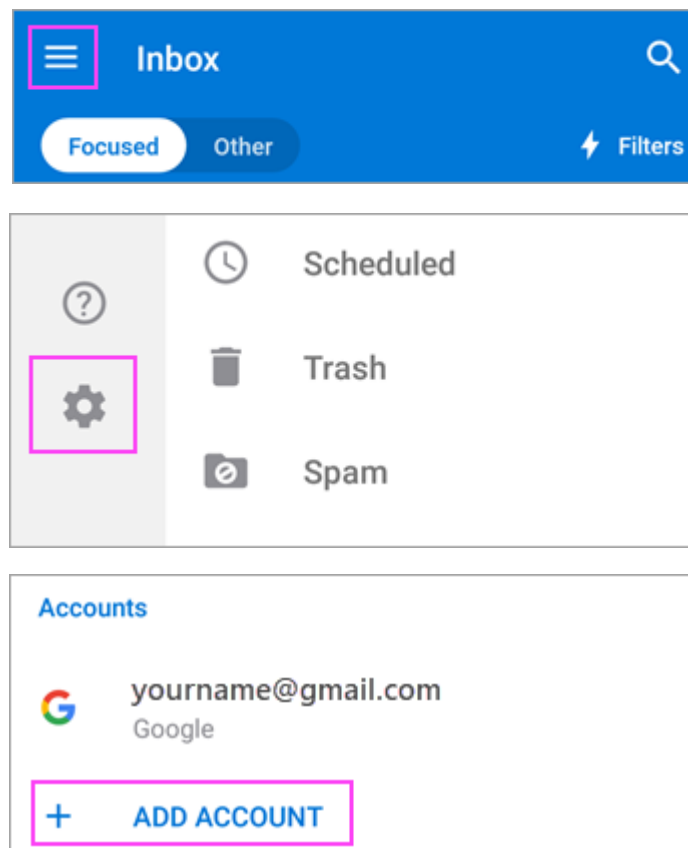 Inbox
Focused Other Filters
Scheduled
Trash
Spam
Accounts
yourname@gmail.com
Google
+ ADD ACCOUNT